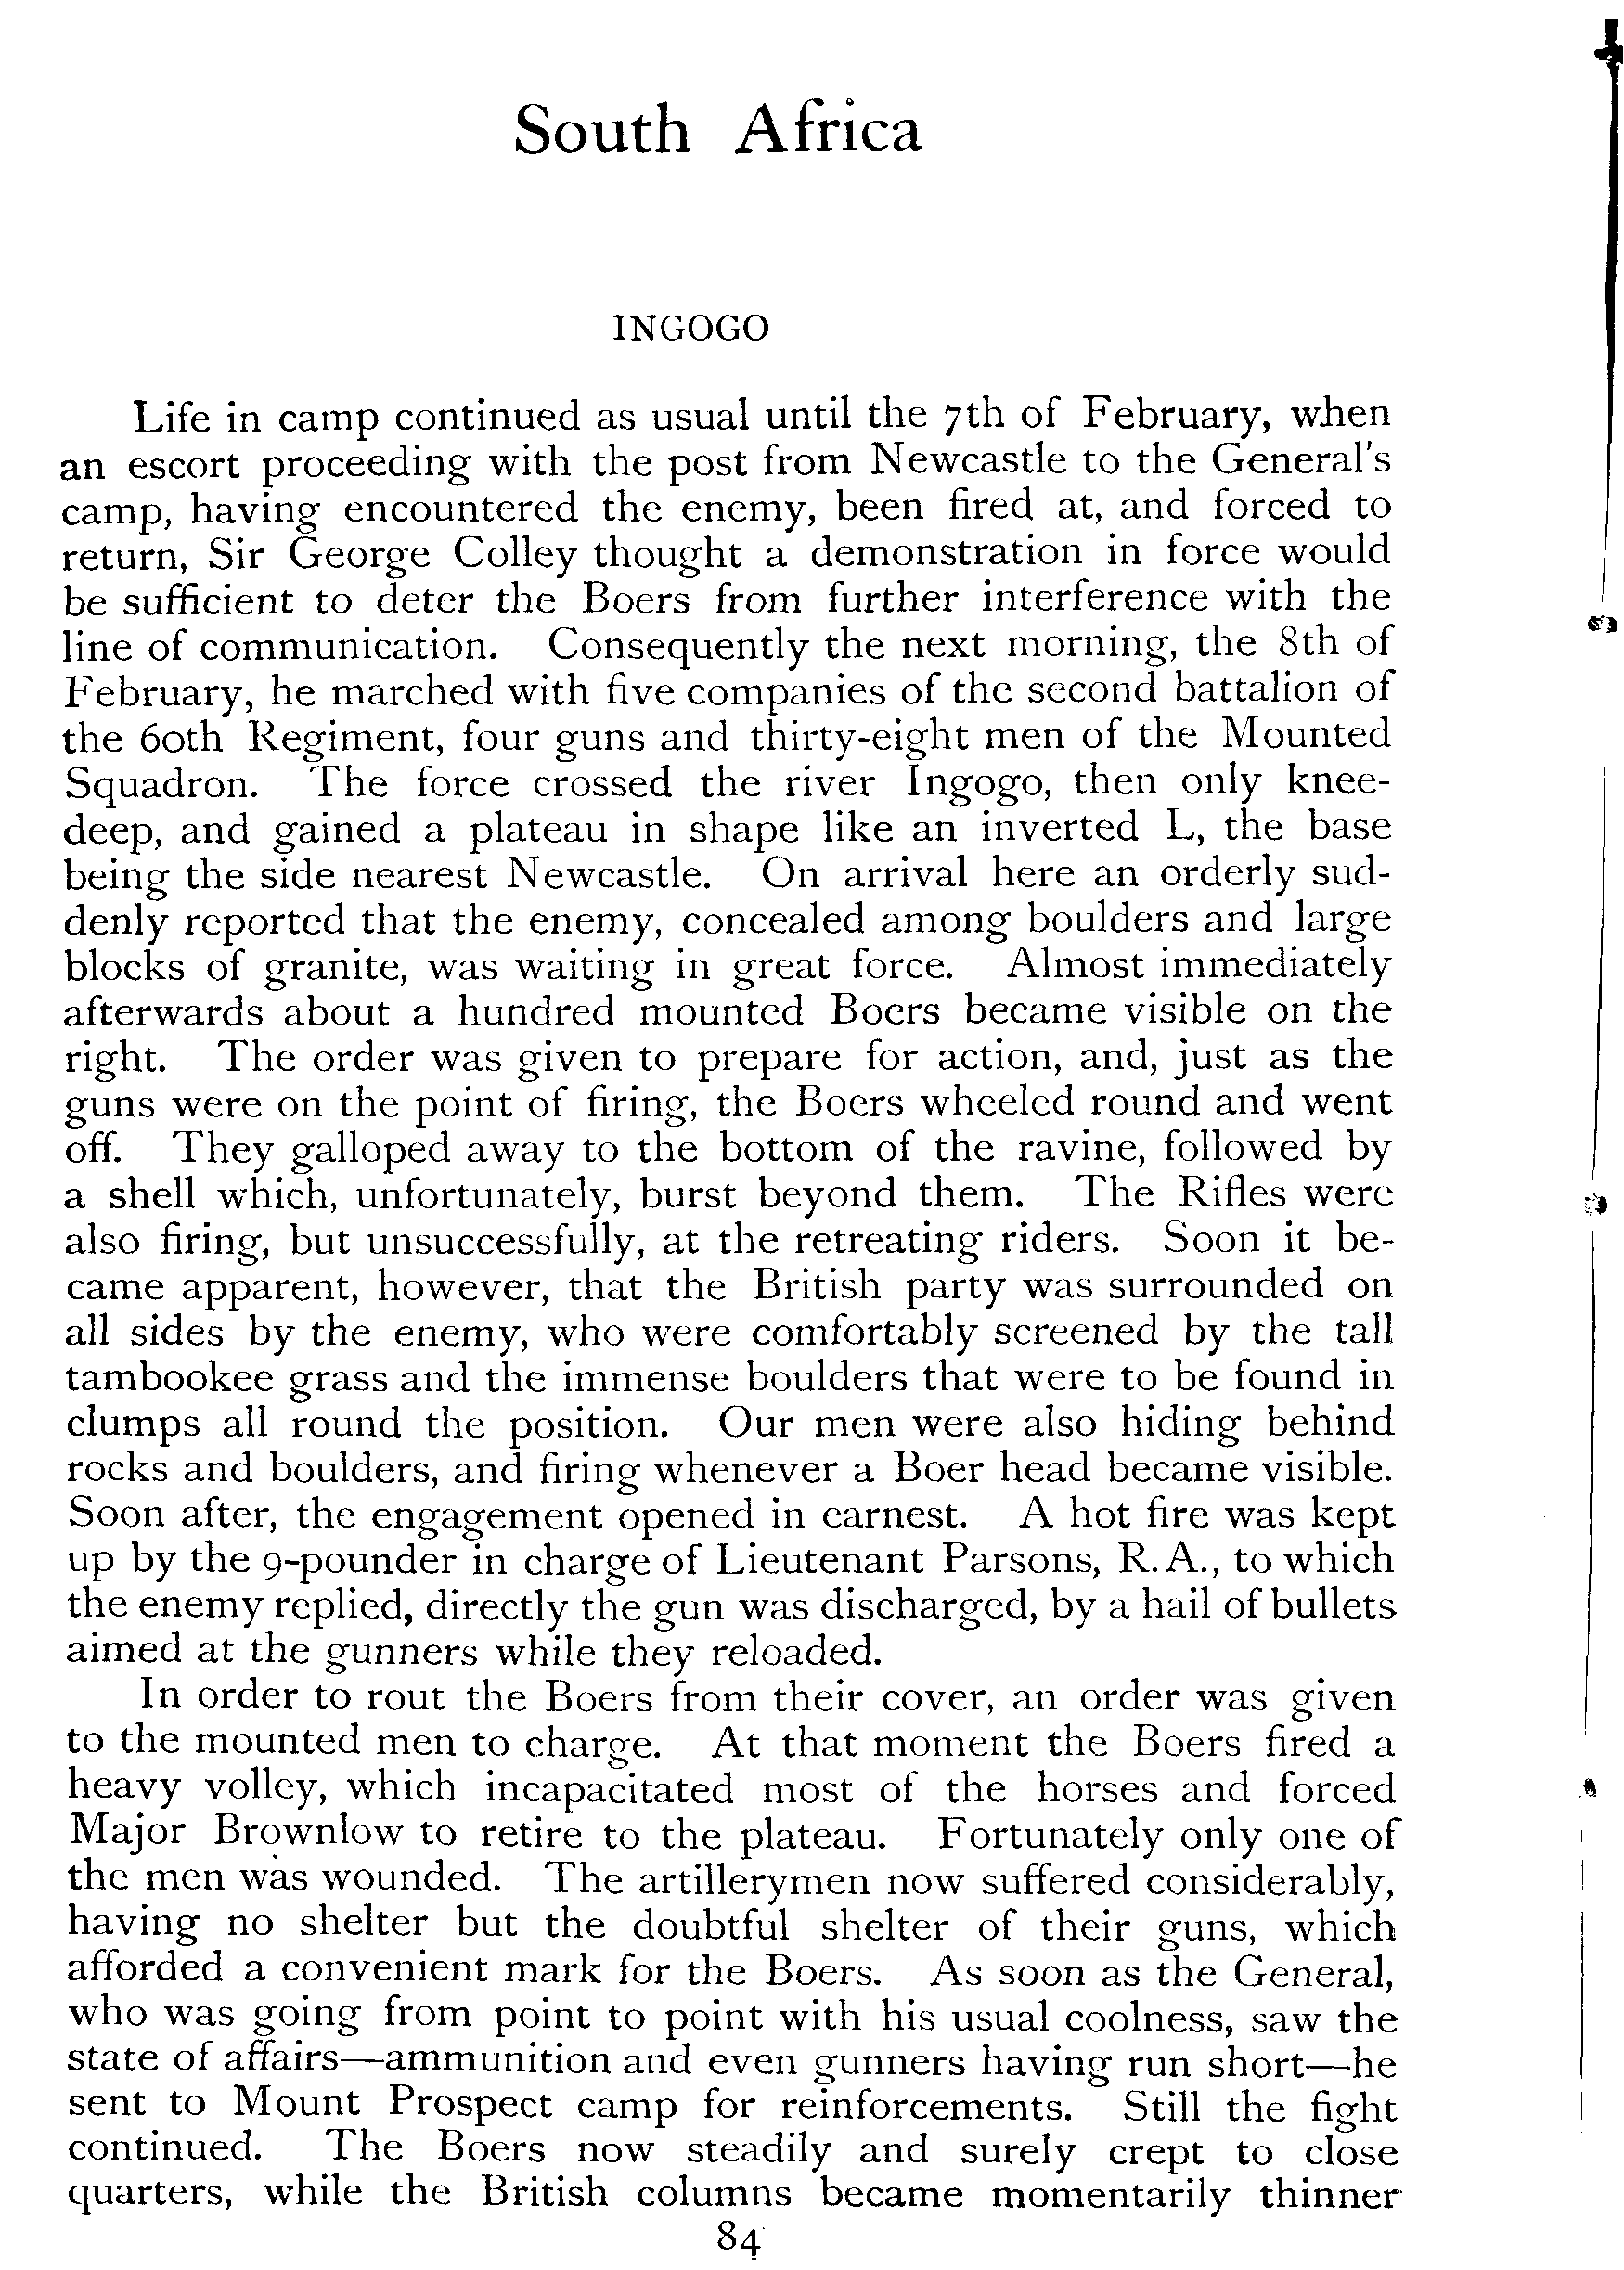 South Africa
INGOGO
Life in camp continued as usual until the 7th of February, when
an escort proceeding with the post from Newcastle to the General's
camp, having encountered the enemy, been fired at, and forced to
return, Sir George Colley thought a demonstration in force would
be sufficient to deter the Boers from further interference with the
line of communication. Consequently the next morning, the 8th of
February, he marched with five companies of the second battalion of
the 60th Regiment, four guns and thirty-eight men of the Mounted
Squadron. The force crossed the river Ingogo, then only knee-
deep, and gained a plateau in shape like an inverted L, the base
being the side nearest Newcastle. On arrival here an orderly sud-
denly reported that the enemy, concealed among boulders and large
blocks of granite, was waiting in great force. Almost immediately
afterwards about a hundred mounted Boers became visible on the
right. The order was given to prepare for action, and, just as the
guns were on the point of firing, the Boers wheeled round and went
off. They galloped away to the bottom of the ravine, followed by
a shell which, unfortunately, burst beyond them. The Rifles were
also firing, but unsuccessfully, at the retreating riders. Soon it be-
came apparent, however, that the British party was surrounded on
all sides by the enemy, who were comfortably screened by the tall
tambookee grass and the immense boulders that were to be found in
clumps all round the position. Our men were also hiding behind
rocks and boulders, and firing whenever a Boer head became visible.
Soon after, the engagement opened in earnest. A hot fire was kept
up by the 9-pounder in charge of Lieutenant Parsons, R.A., to which
the enemy replied, directly the gun was discharged, by a hail of bullets
aimed at the gunners while they reloaded.
In order to rout the Boers from their cover, an order was given
to the mounted men to charge. At that moment the Boers fired a
heavy volley, which incapacitated most of the horses and forced
Major Brownlow to retire to the plateau. Fortunately only one of
the men was wounded. The artillerymen now suffered considerably,
having no shelter but the doubtful shelter of their guns, which
afforded a convenient mark for the Boers. As soon as the General,
who was going from point to point with his usual coolness, saw the
state of affairs—ammunition and even gunners having run short—he
sent to Mount Prospect camp for reinforcements. Still the fight
continued. The Boers now steadily and surely crept to close
quarters, while the British columns became momentarily thinner
84